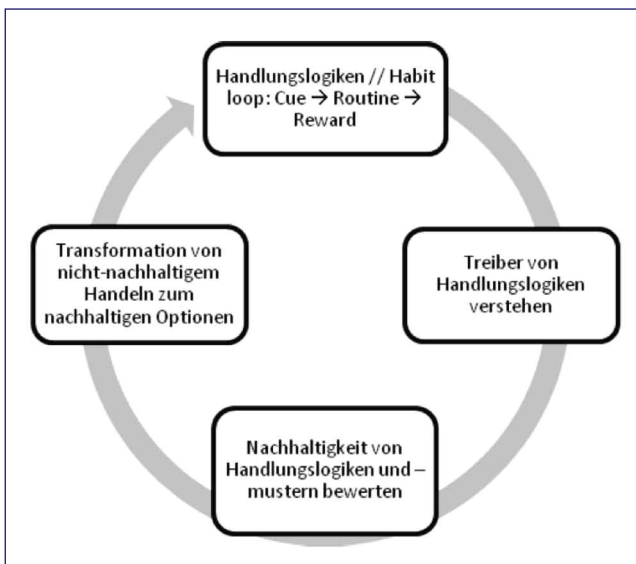 Handlungslogiken // Habit
loop: Cue → Routine →
Reward
Treiber von
Handlungslogiken
verstehen
Nachhaltigkeit von
Handlungslogiken und –
mustern bewerten
Transformation von
nicht-nachhaltigem
Handeln zum
nachhaltigen Optionen